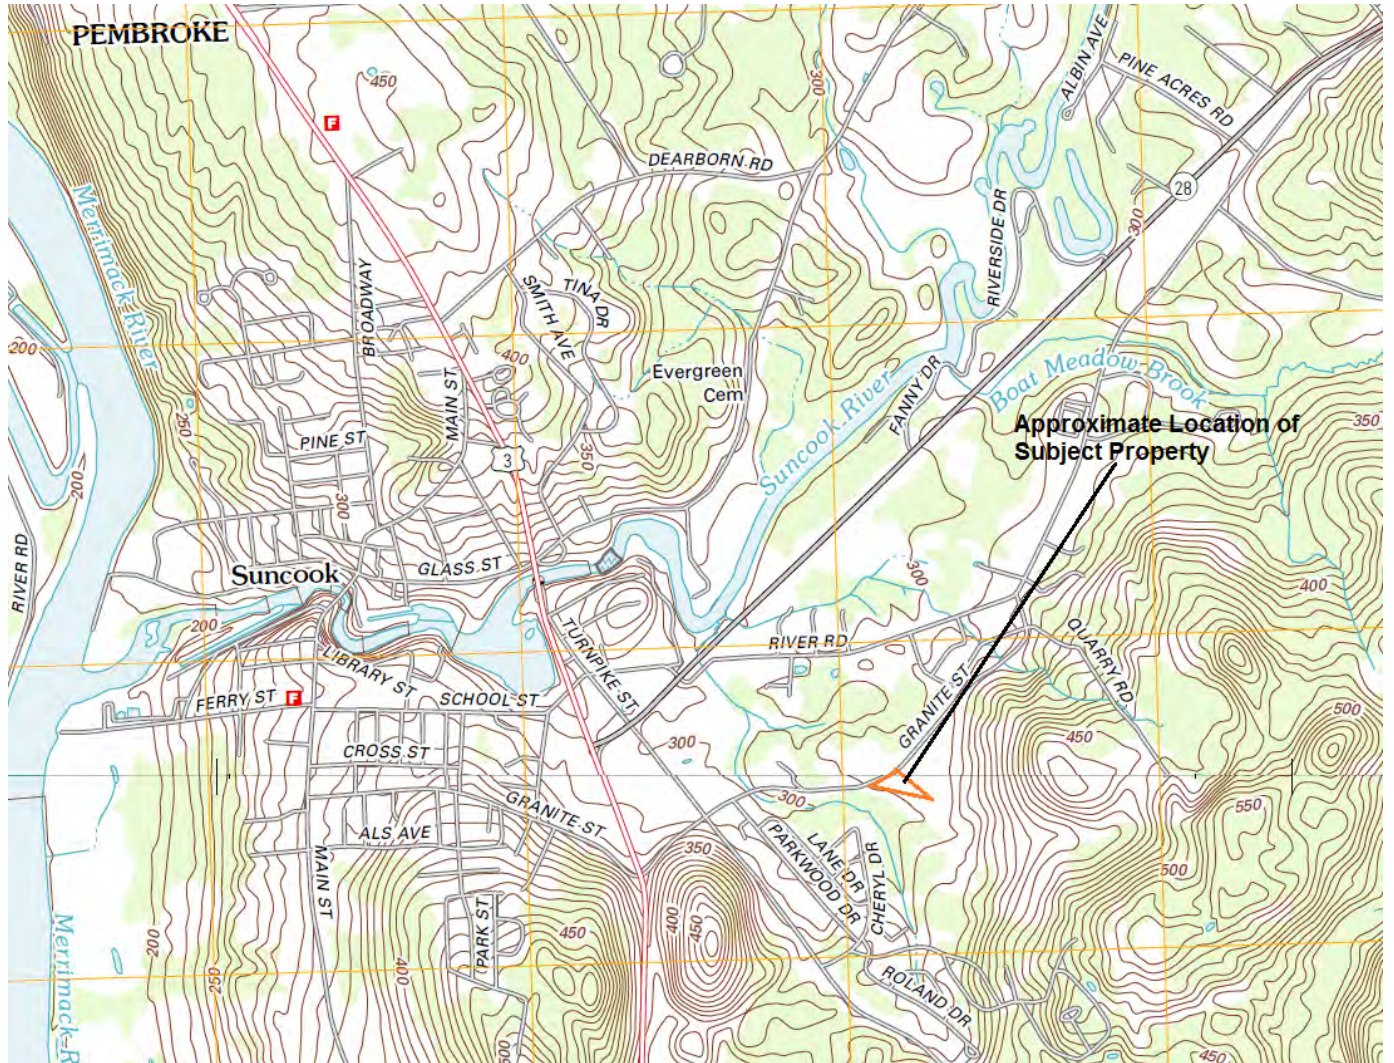 PEMBROKE
450
F
300
ALBIN AVE
PINE ACRES RD
DEARBORN RD
28
Merrimack River
RIVERSIDE DR
300
BROADWAY
SMITH AVE
TINA DR
200
400
MAIN ST
Evergreen
Cem
Suncook River
FANNY DR
Boat Meadow Brook
Approximate Location of
Subject Property
350
250
PINE ST
3
350
200
300
RIVER RD
GLASS ST
Suncook
300
400
200
TURNPIKE ST
RIVER RD
QUARRY RD
LIBRARY ST
FERRY ST
F
SCHOOL ST
GRANITE ST
500
CROSS ST
300
450
300
550
GRANITE ST
ALS AVE
350
PARKWOOD DR
LANE DR
CHERYL DR
MAIN ST
500
Merrimack R
200
250
400
PARK ST
450
400
450
ROLAND DR
500
450